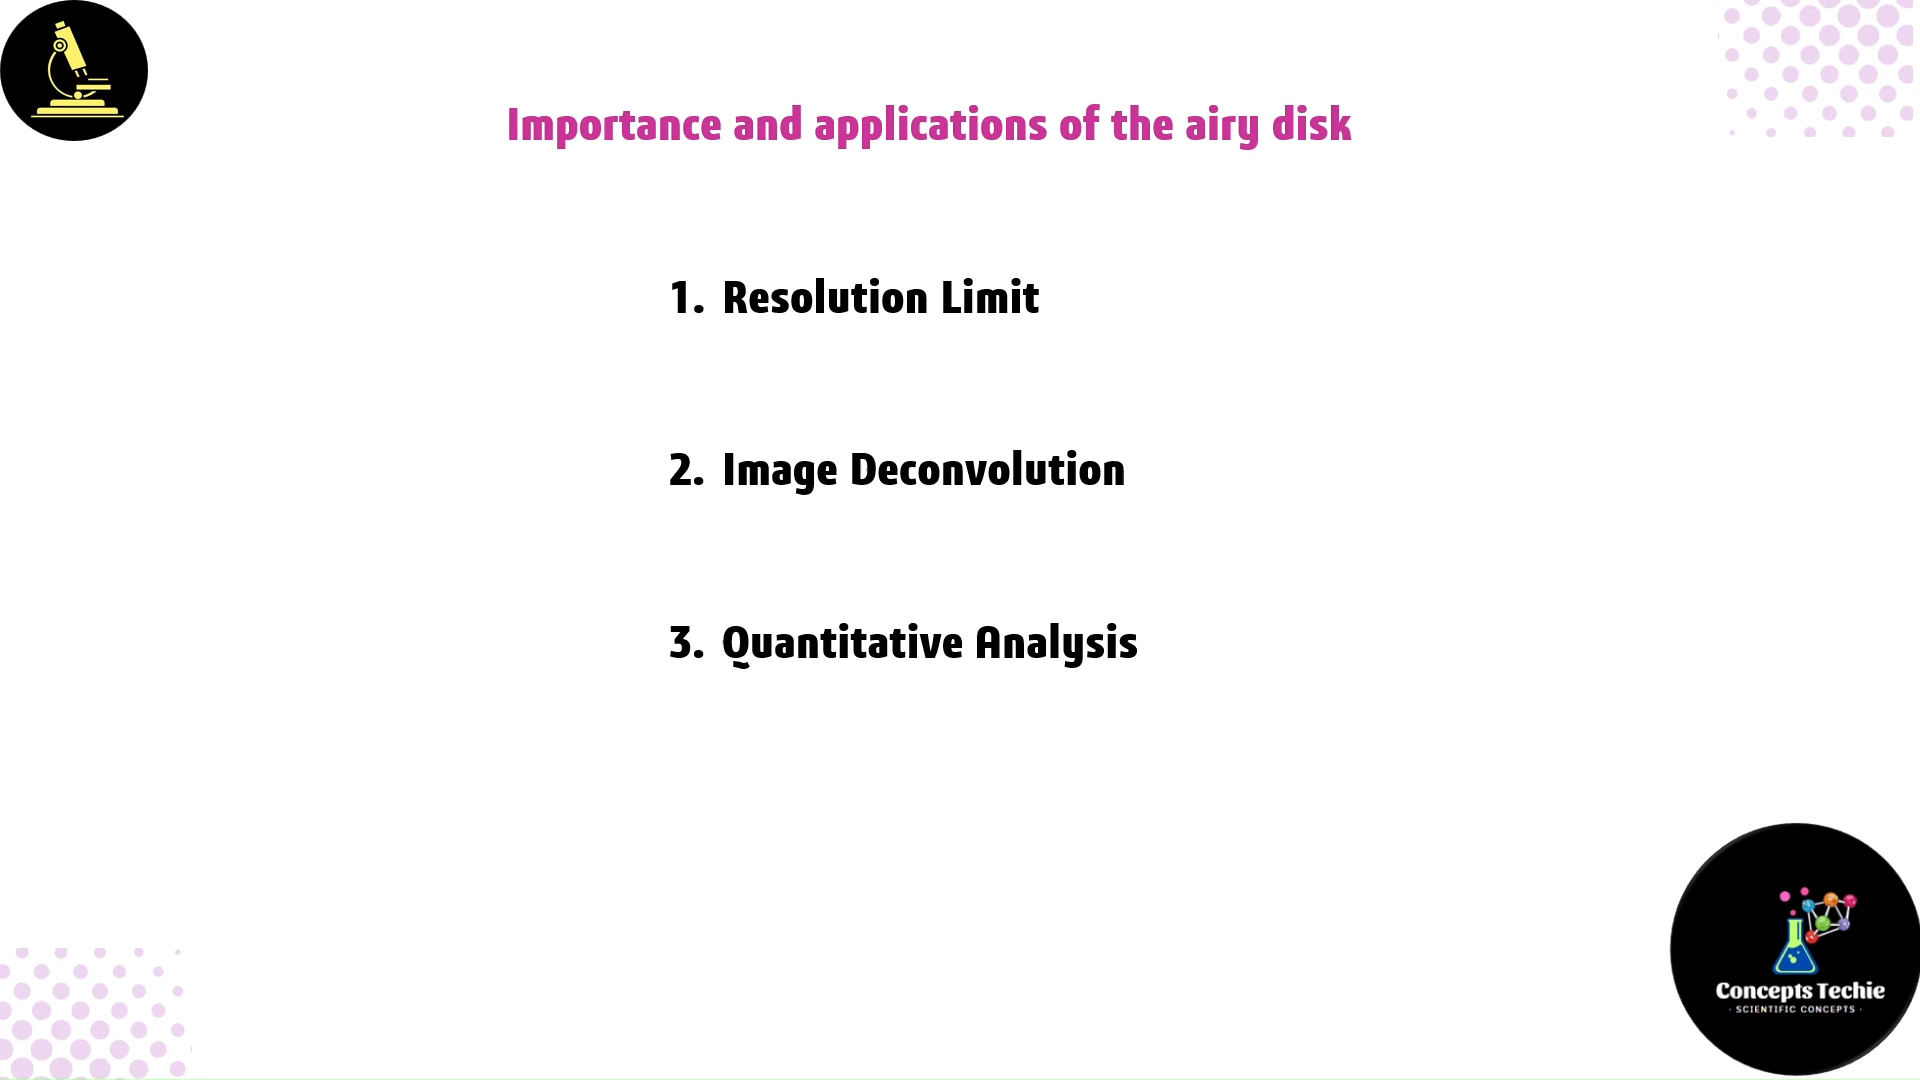 Importance and applications of the airy disk
1. Resolution Limit
2. Image Deconvolution
3. Quantitative Analysis
Concepts Techie
· SCIENTIFIC CONCEPTS ·